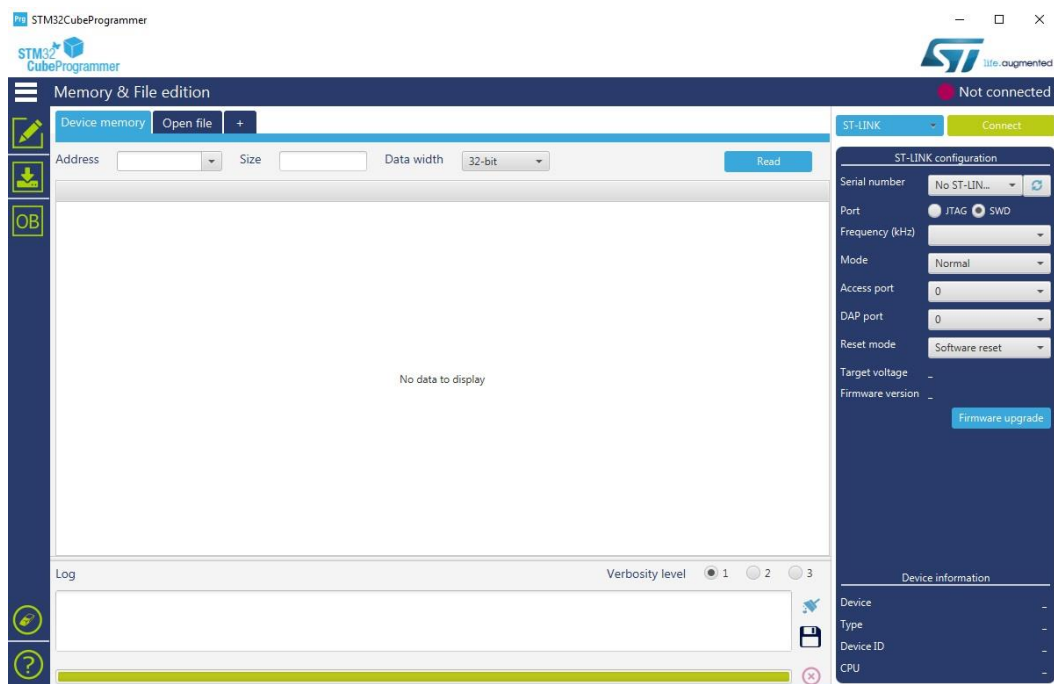 Prg STM32CubeProgrammer
STM32
CubeProgrammer
ST life.augmented
Memory & File edition
Not connected
Device memory Open file +
ST-LINK Connect
Address Size Data width 32-bit Read
ST-LINK configuration
Serial number No ST-LIN...
Port JTAG SWD
Frequency (kHz)
Mode Normal
Access port 0
DAP port 0
Reset mode Software reset
Target voltage _
Firmware version _
Firmware upgrade
OB
No data to display
Log Verbosity level 1 2 3
Device information
Device _
Type _
Device ID _
CPU _
?